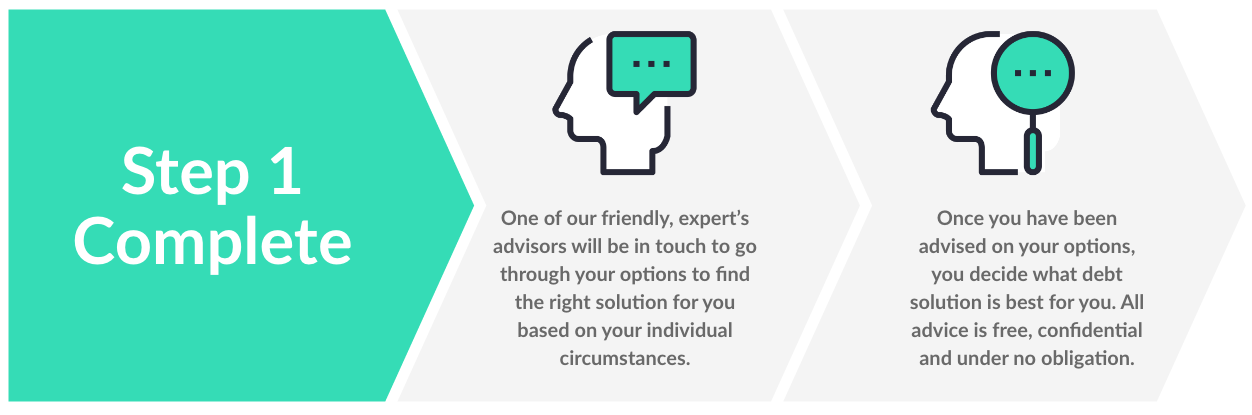 Step 1
Complete
One of our friendly, expert’s
advisors will be in touch to go
through your options to find
the right solution for you
based on your individual
circumstances.
Once you have been
advised on your options,
you decide what debt
solution is best for you. All
advice is free, confidential
and under no obligation.